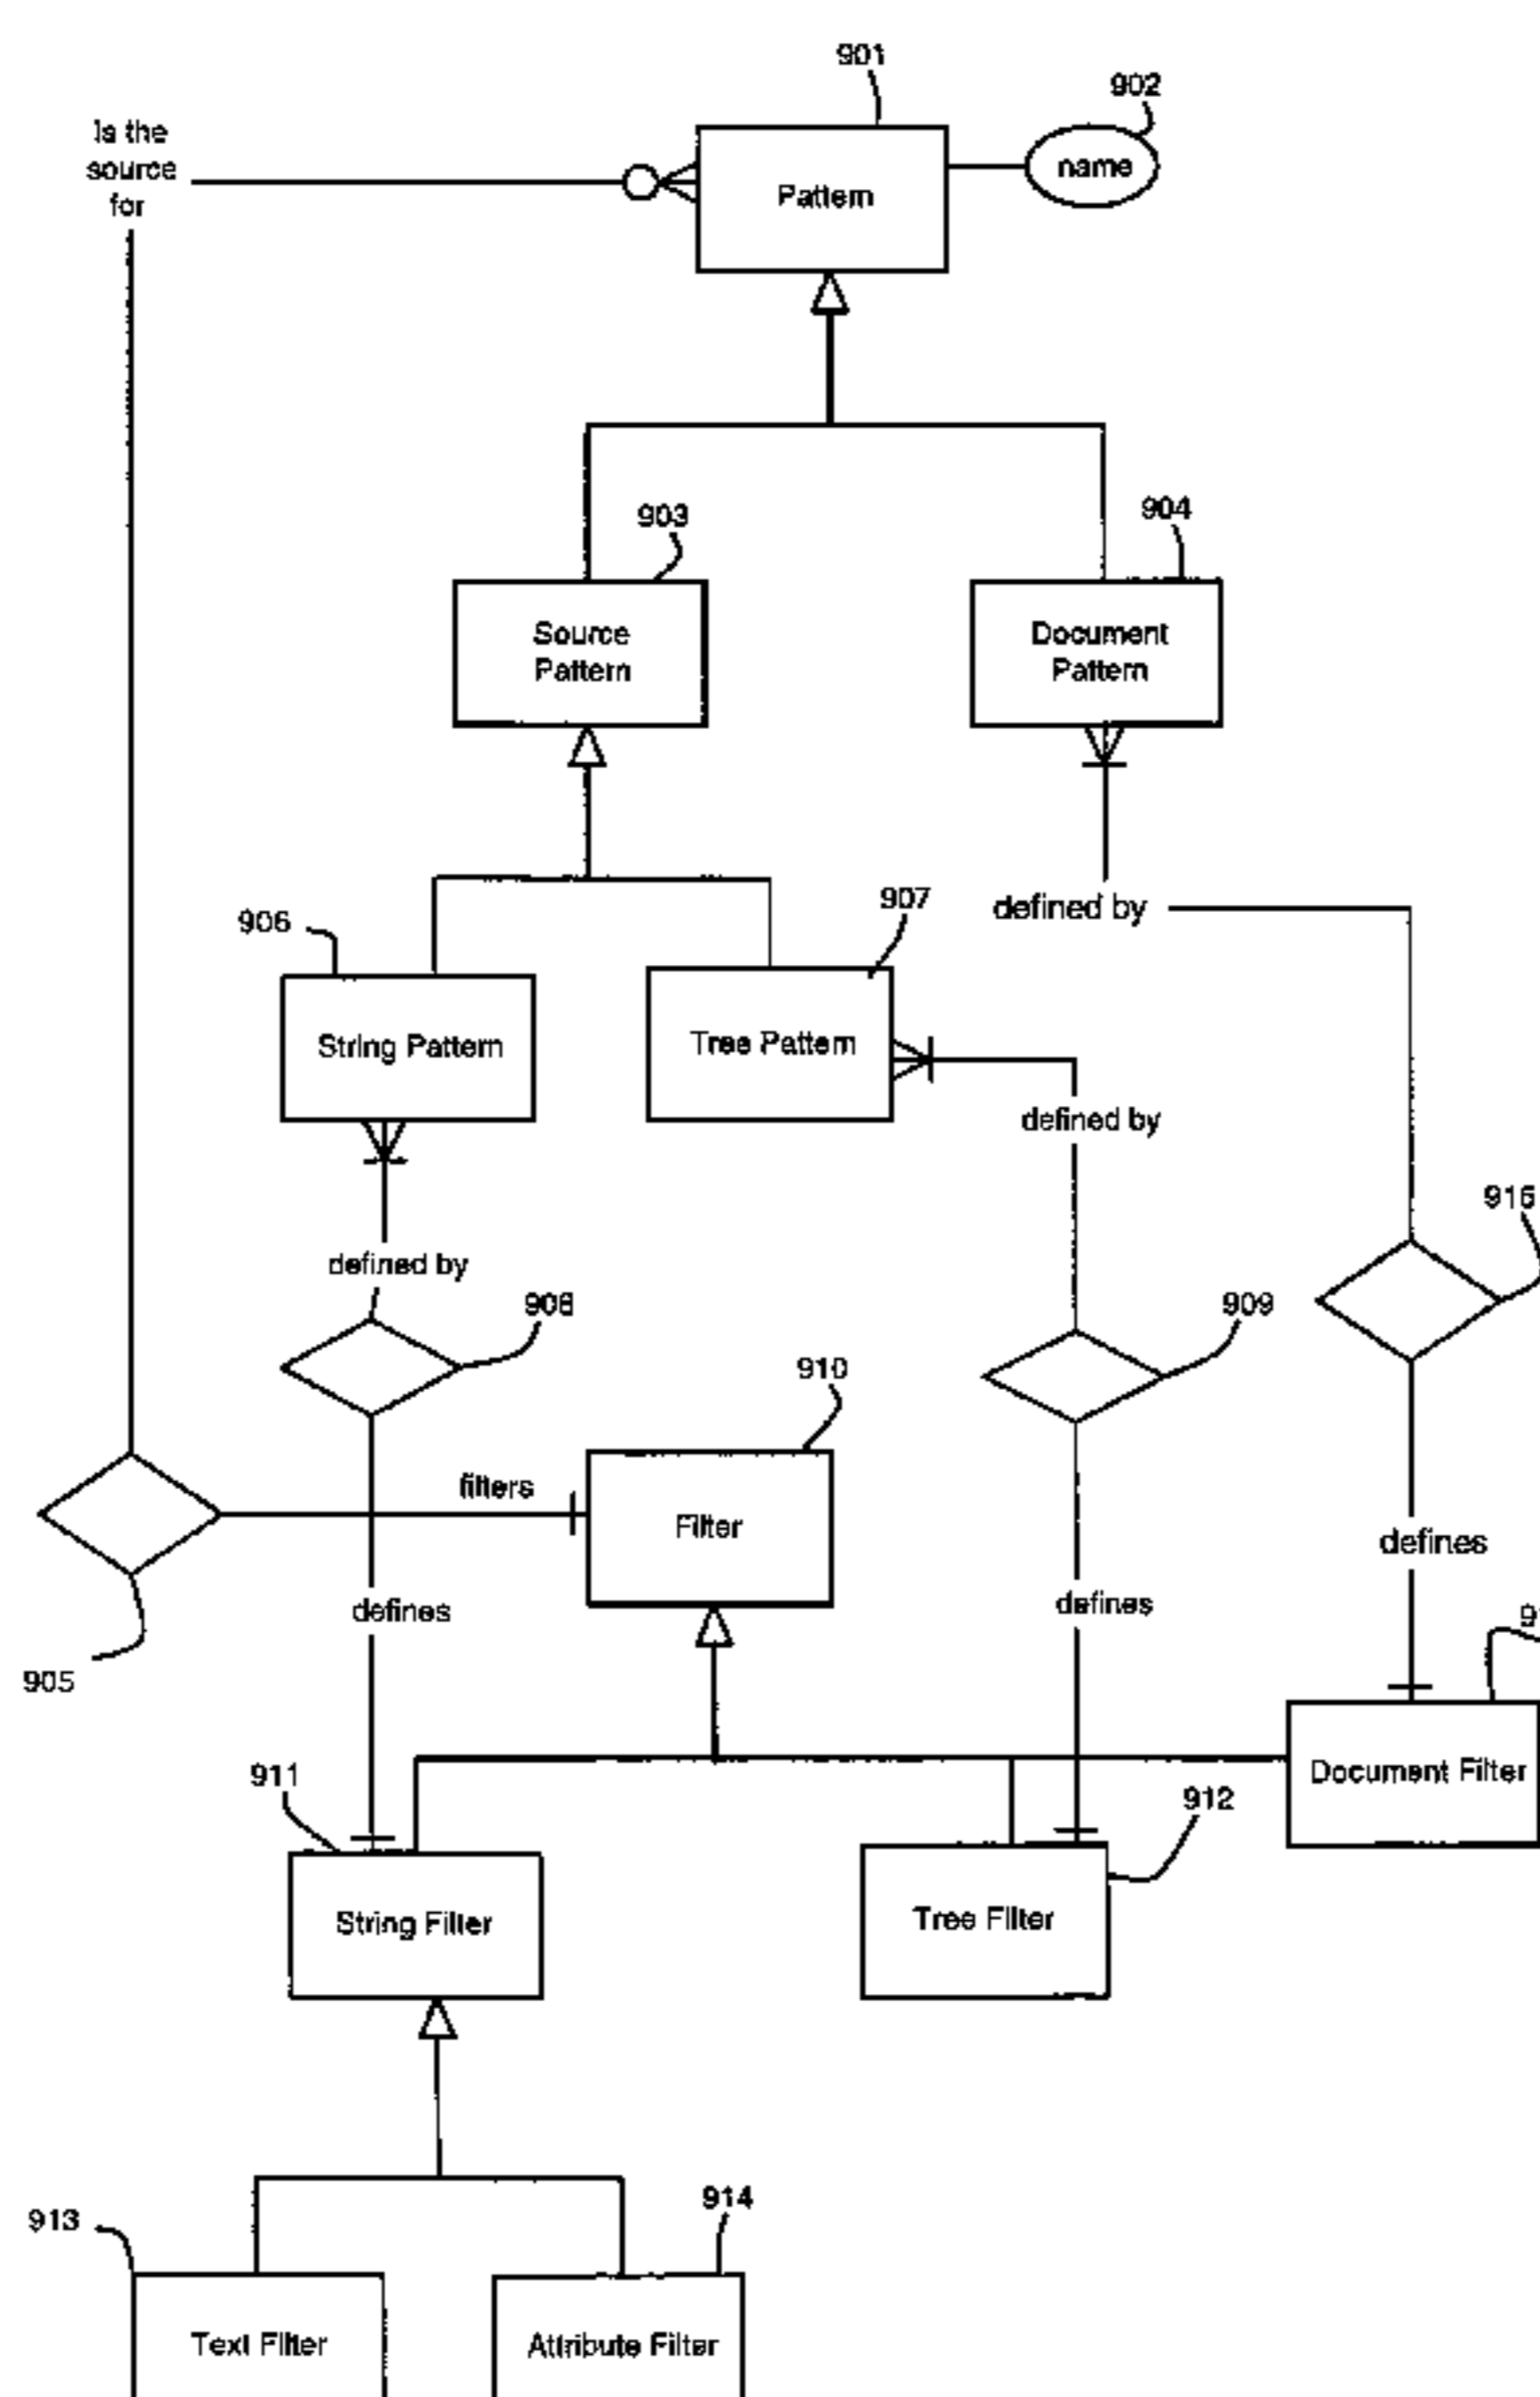 901
902
Is the
source
for
Pattern
name
903
904
Source
Pattern
Document
Pattern
906
907
defined by
String Pattern
Tree Pattern
defined by
defined by
908
909
910
filters
Filter
defines
defines
defines
905
911
912
Document Filter
String Filter
Tree Filter
913
914
Text Filter
Attribute Filter